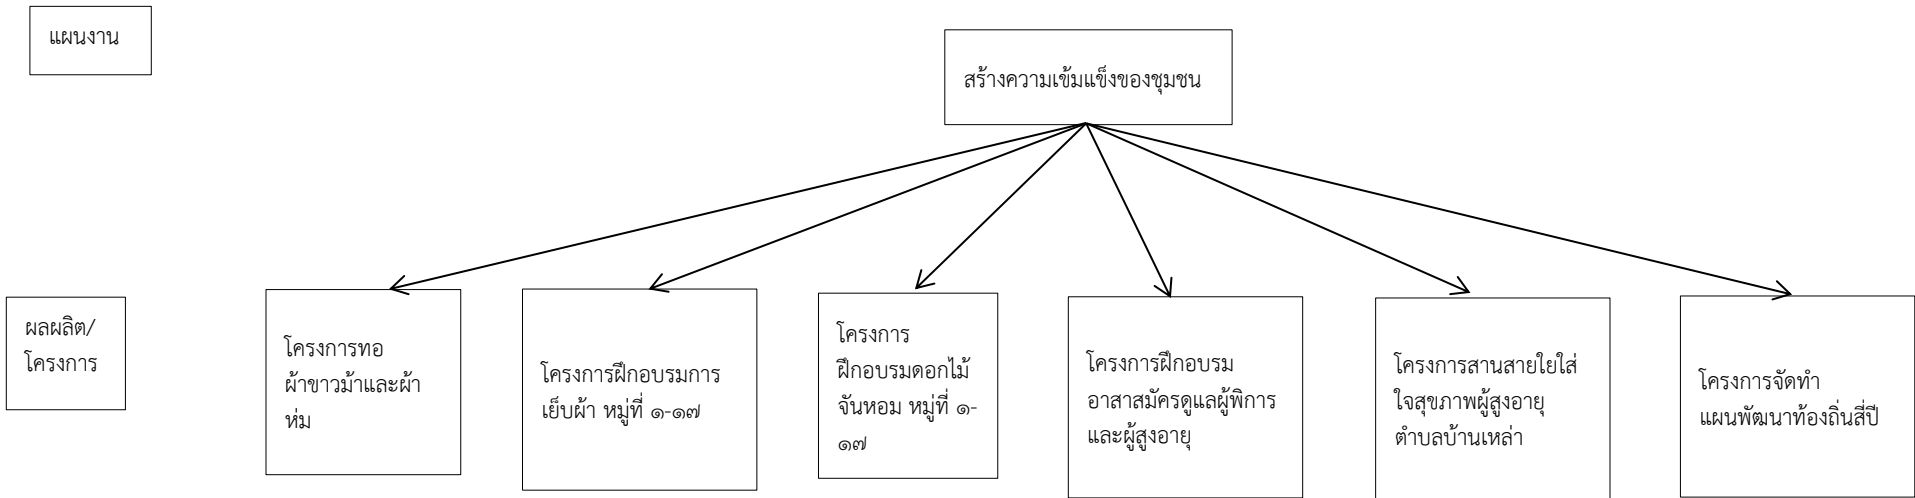 แผนงาน
สร้างความเข้มแข็งของชุมชน
ผลผลิต/
โครงการ
โครงการทอ
ผ้าขาวม้าและผ้า
ห่ม
โครงการฝึกอบรมการ
เย็บผ้า หมู่ที่ ๑-๑๗
โครงการ
ฝึกอบรมดอกไม้
จันหอม หมู่ที่ ๑-
๑๗
โครงการฝึกอบรม
อาสาสมัครดูแลผู้พิการ
และผู้สูงอายุ
โครงการสานสายใยใส่
ใจสุขภาพผู้สูงอายุ
ตำบลบ้านเหล่า
โครงการจัดทำ
แผนพัฒนาท้องถิ่นสี่ปี